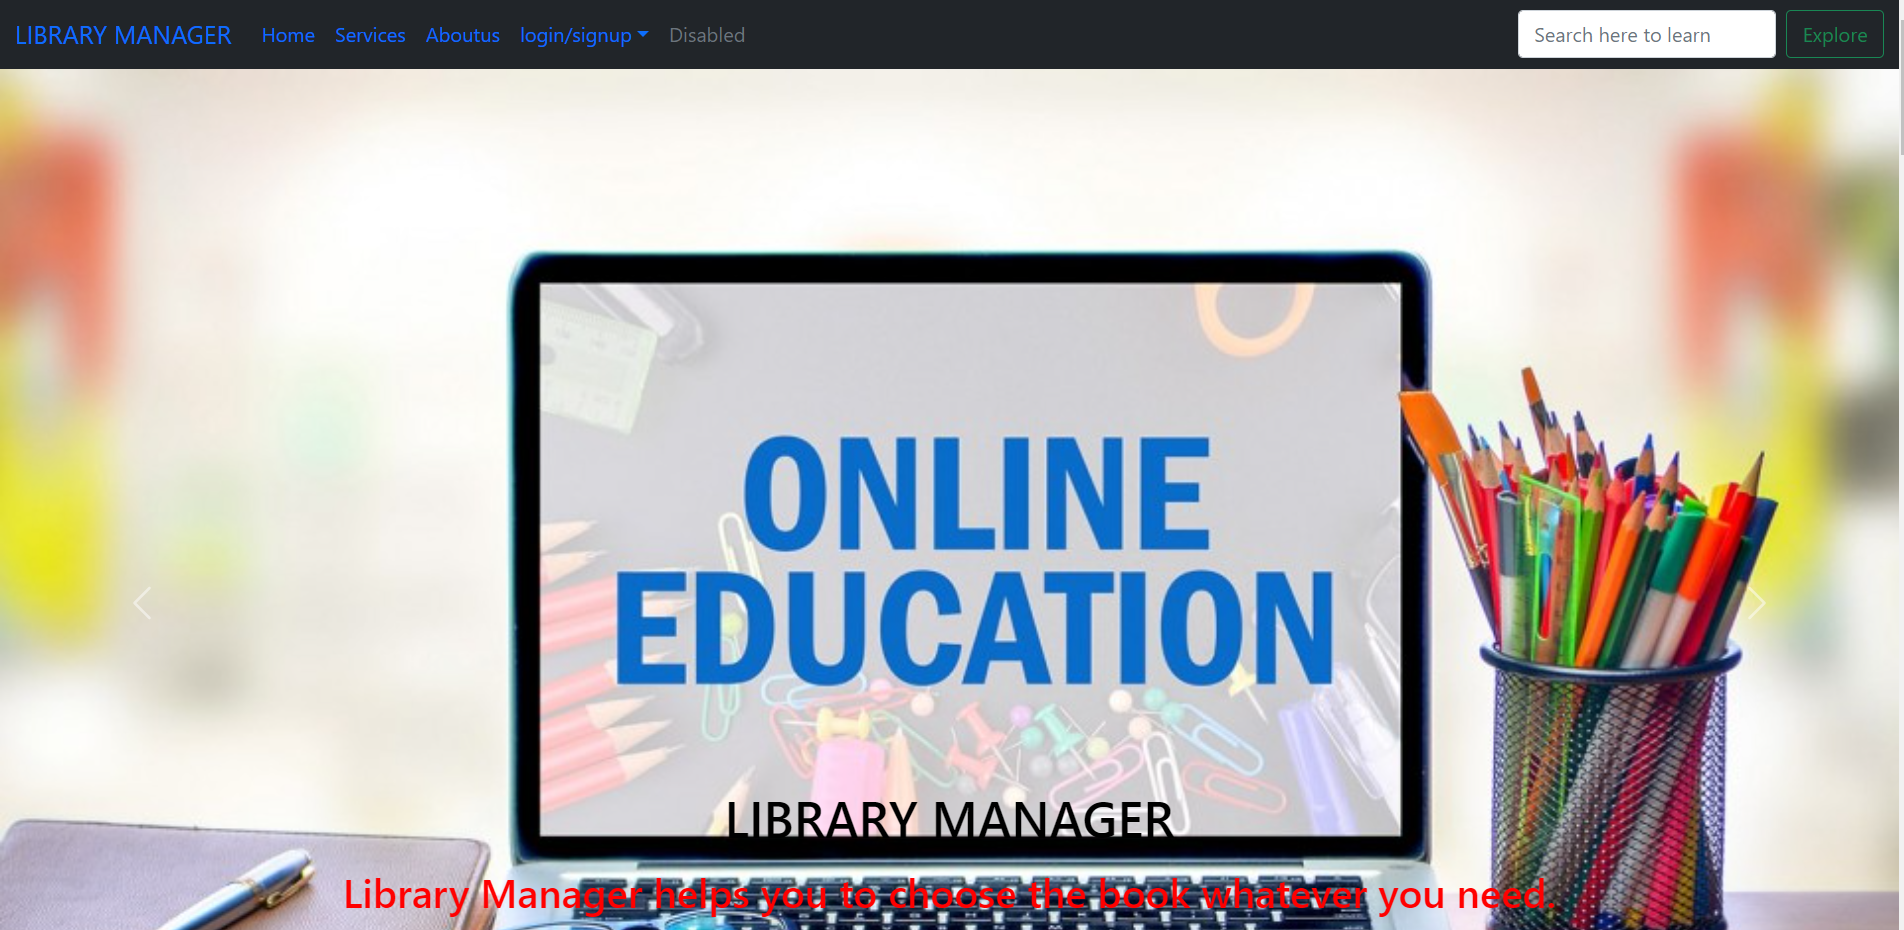 LIBRARY MANAGER Home Services Aboutus login/signup Disabled Search here to learn Explore
ONLINE
EDUCATION
LIBRARY MANAGER
Library Manager helps you to choose the book whatever you need.